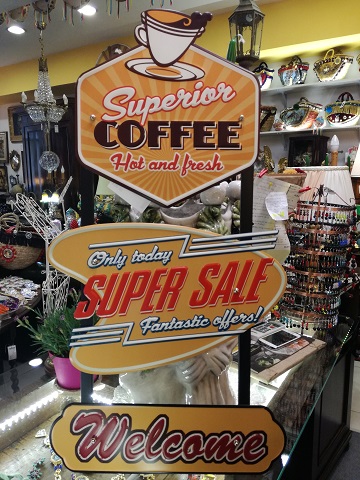 Superior
COFFEE
Hot and fresh
Only today
SUPER SALE
Fantastic offers!
Welcome